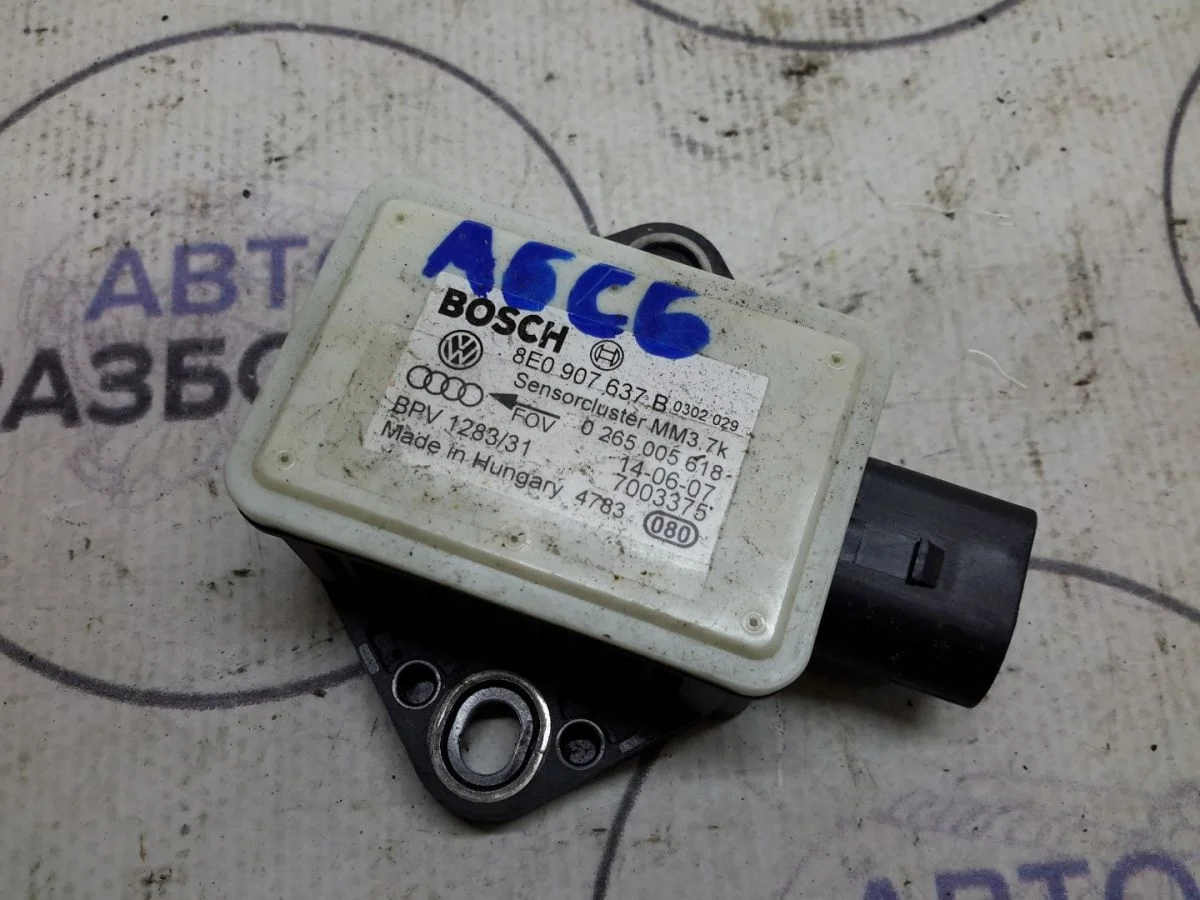 A6C6
BOSCH
8E0 907 637 B 0302 029
Sensorcluster MM3.7k
FOV 0 265 005 618
BPV 1283/31 14-06-07
7003375
Made in Hungary, 4783 080
АВТО
РАЗБО
АВТО